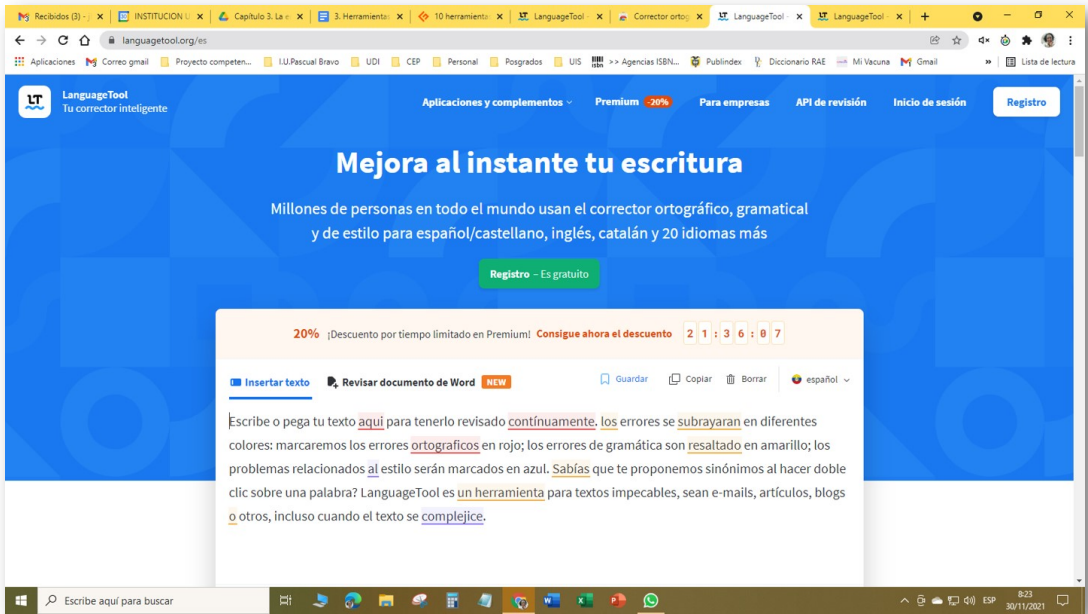 Recibidos (3) - j
INSTITUCION U
Capítulo 3. La e
3. Herramientas
10 herramienta
LanguageTool -
Corrector ortog
LanguageTool -
LanguageTool -
languagetool.org/es
Aplicaciones
Correo gmail
Proyecto competen...
I.U.Pascual Bravo
UDI
CEP
Personal
Posgrados
UIS
isbn >> Agencias ISBN...
Publindex
Diccionario RAE
Mi Vacuna
Gmail
»
Lista de lectura
LT LanguageTool
Tu corrector inteligente
Aplicaciones y complementos
Premium -20%
Para empresas
API de revisión
Inicio de sesión
Registro
Mejora al instante tu escritura
Millones de personas en todo el mundo usan el corrector ortográfico, gramatical
y de estilo para español/castellano, inglés, catalán y 20 idiomas más
Registro – Es gratuito
20% ¡Descuento por tiempo limitado en Premium! Consigue ahora el descuento 2 1 : 3 6 : 0 7
Insertar texto
Revisar documento de Word NEW
Guardar
Copiar
Borrar
español
Escribe o pega tu texto aqui para tenerlo revisado contínuamente. los errores se subrayaran en diferentes
colores: marcaremos los errores ortograficos en rojo; los errores de gramática son resaltado en amarillo; los
problemas relacionados al estilo serán marcados en azul. Sabías que te proponemos sinónimos al hacer doble
clic sobre una palabra? LanguageTool es un herramienta para textos impecables, sean e-mails, artículos, blogs
o otros, incluso cuando el texto se complejice.
Escribe aquí para buscar
ESP
8:23
30/11/2021